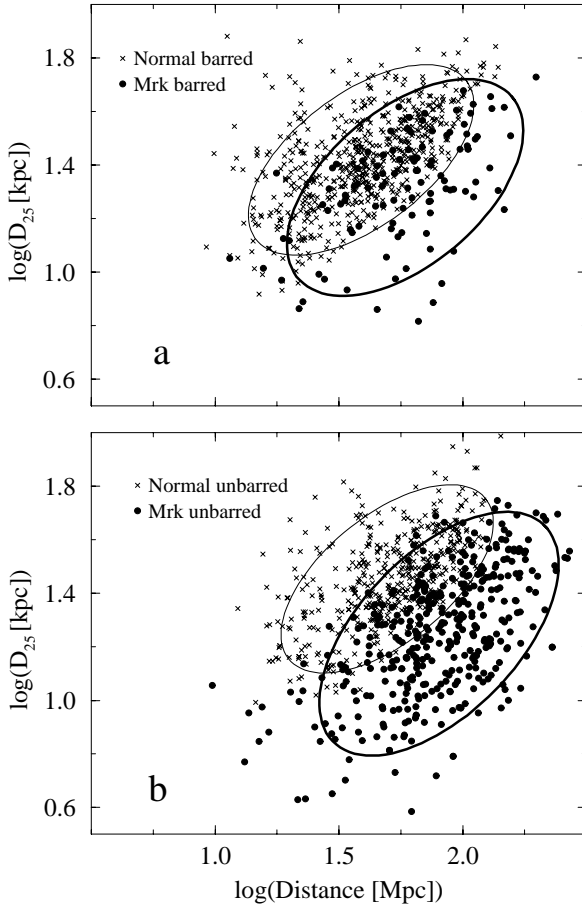 1.8
1.4
1.0
0.6
log(D25 [kpc])
× Normal barred
● Mrk barred
a
1.8
1.4
1.0
0.6
log(D25 [kpc])
× Normal unbarred
● Mrk unbarred
b
1.0 1.5 2.0
log(Distance [Mpc])